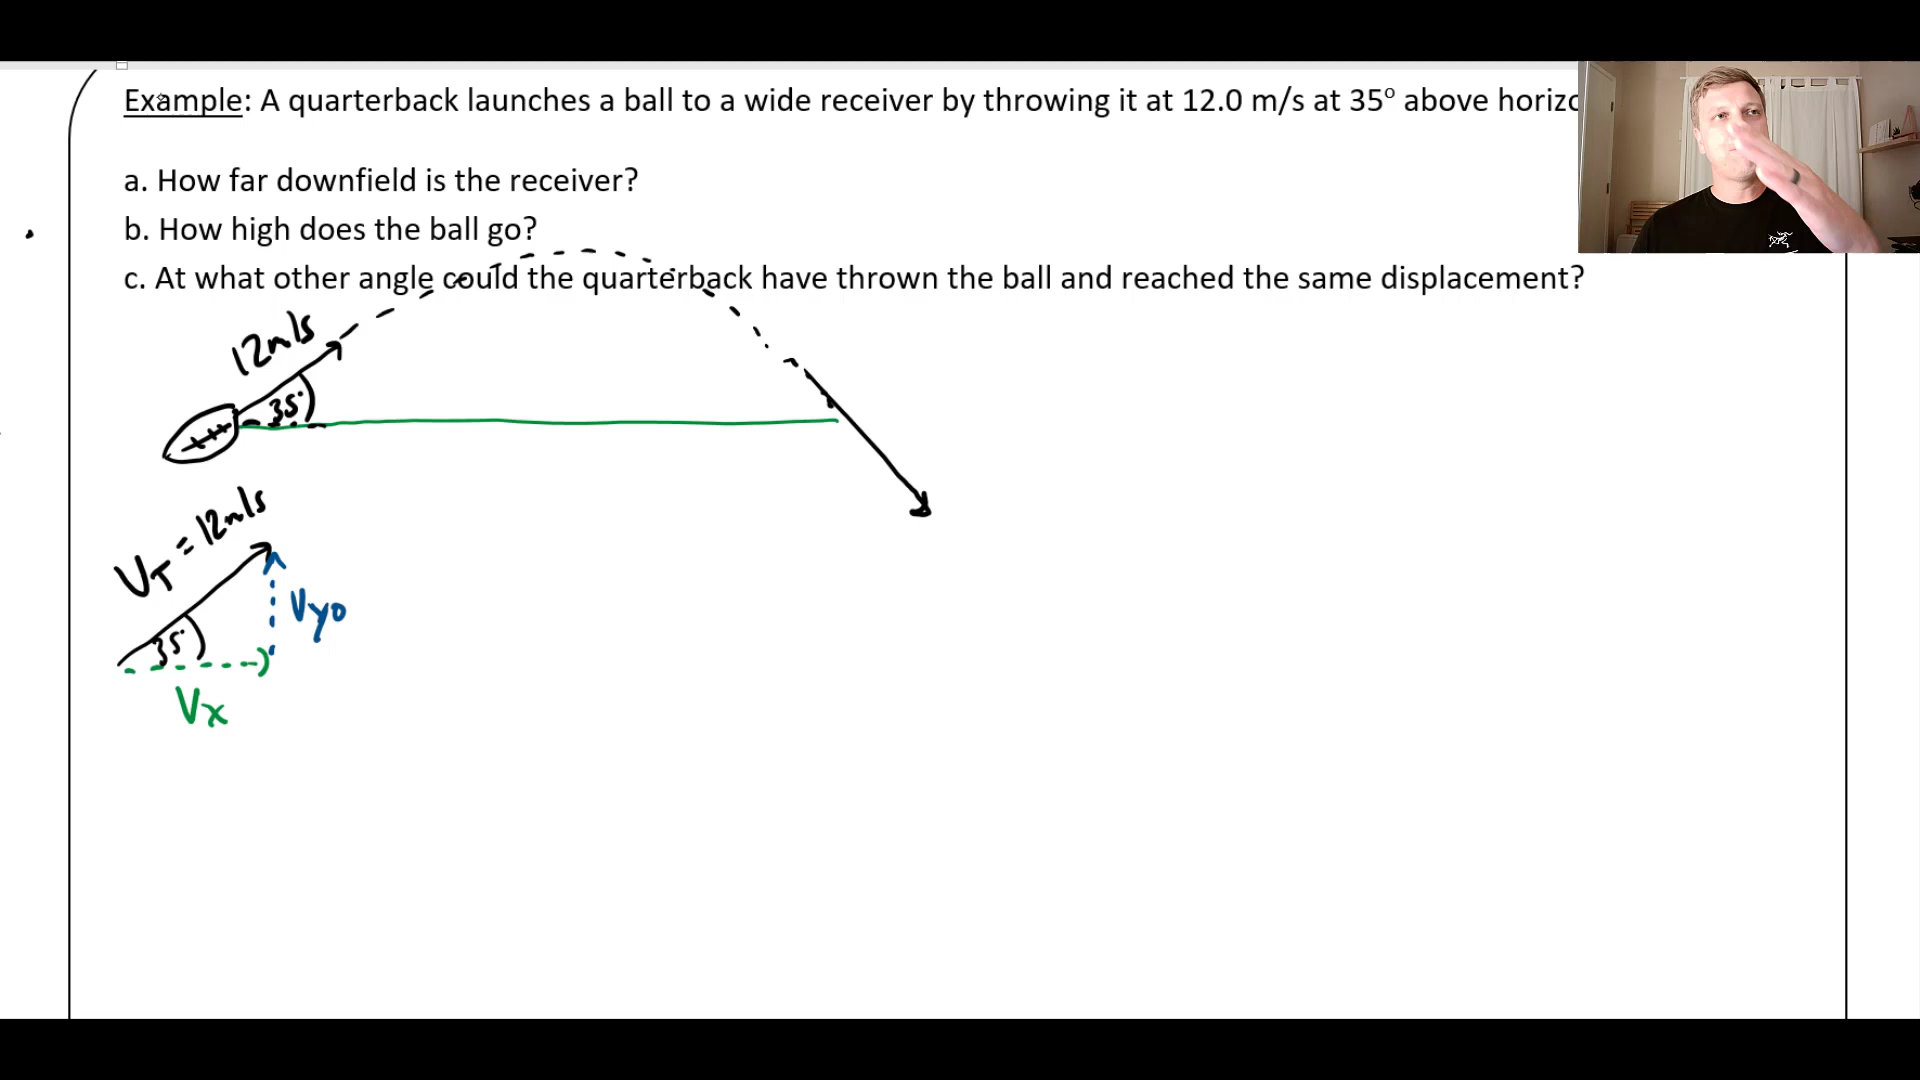 Example: A quarterback launches a ball to a wide receiver by throwing it at 12.0 m/s at 35° above horizo
a. How far downfield is the receiver?
b. How high does the ball go?
c. At what other angle could the quarterback have thrown the ball and reached the same displacement?
12m/s
35°
VT = 12m/s
Vyo
35°
Vx